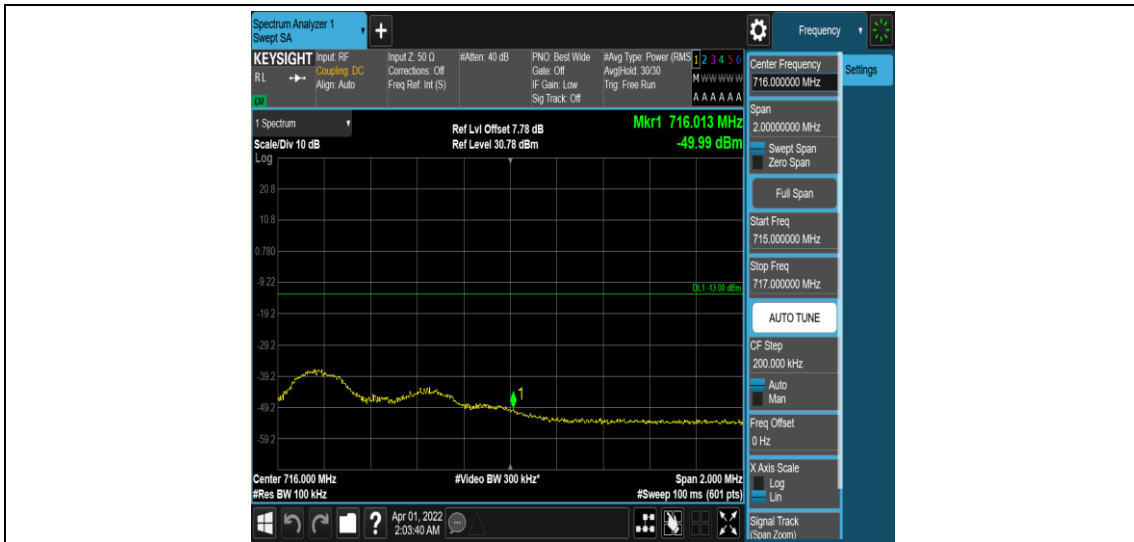 Spectrum Analyzer 1
Swept SA
+
Frequency
KEYSIGHT
RL
LXI
Input: RF
Coupling: DC
Align: Auto
Input Z: 50 Ω
Corrections: Off
Freq Ref: Int (S)
#Atten: 40 dB
PNO: Best Wide
Gate: Off
IF Gain: Low
Sig Track: Off
#Avg Type: Power (RMS
Avg|Hold: 30/30
Trig: Free Run
1 2 3 4 5 6
M W W W W W
A A A A A A
Center Frequency
716.000000 MHz
Settings
Span
2.00000000 MHz
Swept Span
Zero Span
Full Span
Start Freq
715.000000 MHz
Stop Freq
717.000000 MHz
AUTO TUNE
CF Step
200.000 kHz
Auto
Man
Freq Offset
0 Hz
X Axis Scale
Log
Lin
Signal Track
(Span Zoom)
1 Spectrum
Scale/Div 10 dB
Ref Lvl Offset 7.78 dB
Ref Level 30.78 dBm
Mkr1 716.013 MHz
-49.99 dBm
Log
20.8
10.8
0.780
-9.22
DL1 -13.00 dBm
-19.2
-29.2
-39.2
1
-49.2
-59.2
Center 716.000 MHz
#Res BW 100 kHz
#Video BW 300 kHz*
Span 2.000 MHz
#Sweep 100 ms (601 pts)
?
Apr 01, 2022
2:03:40 AM